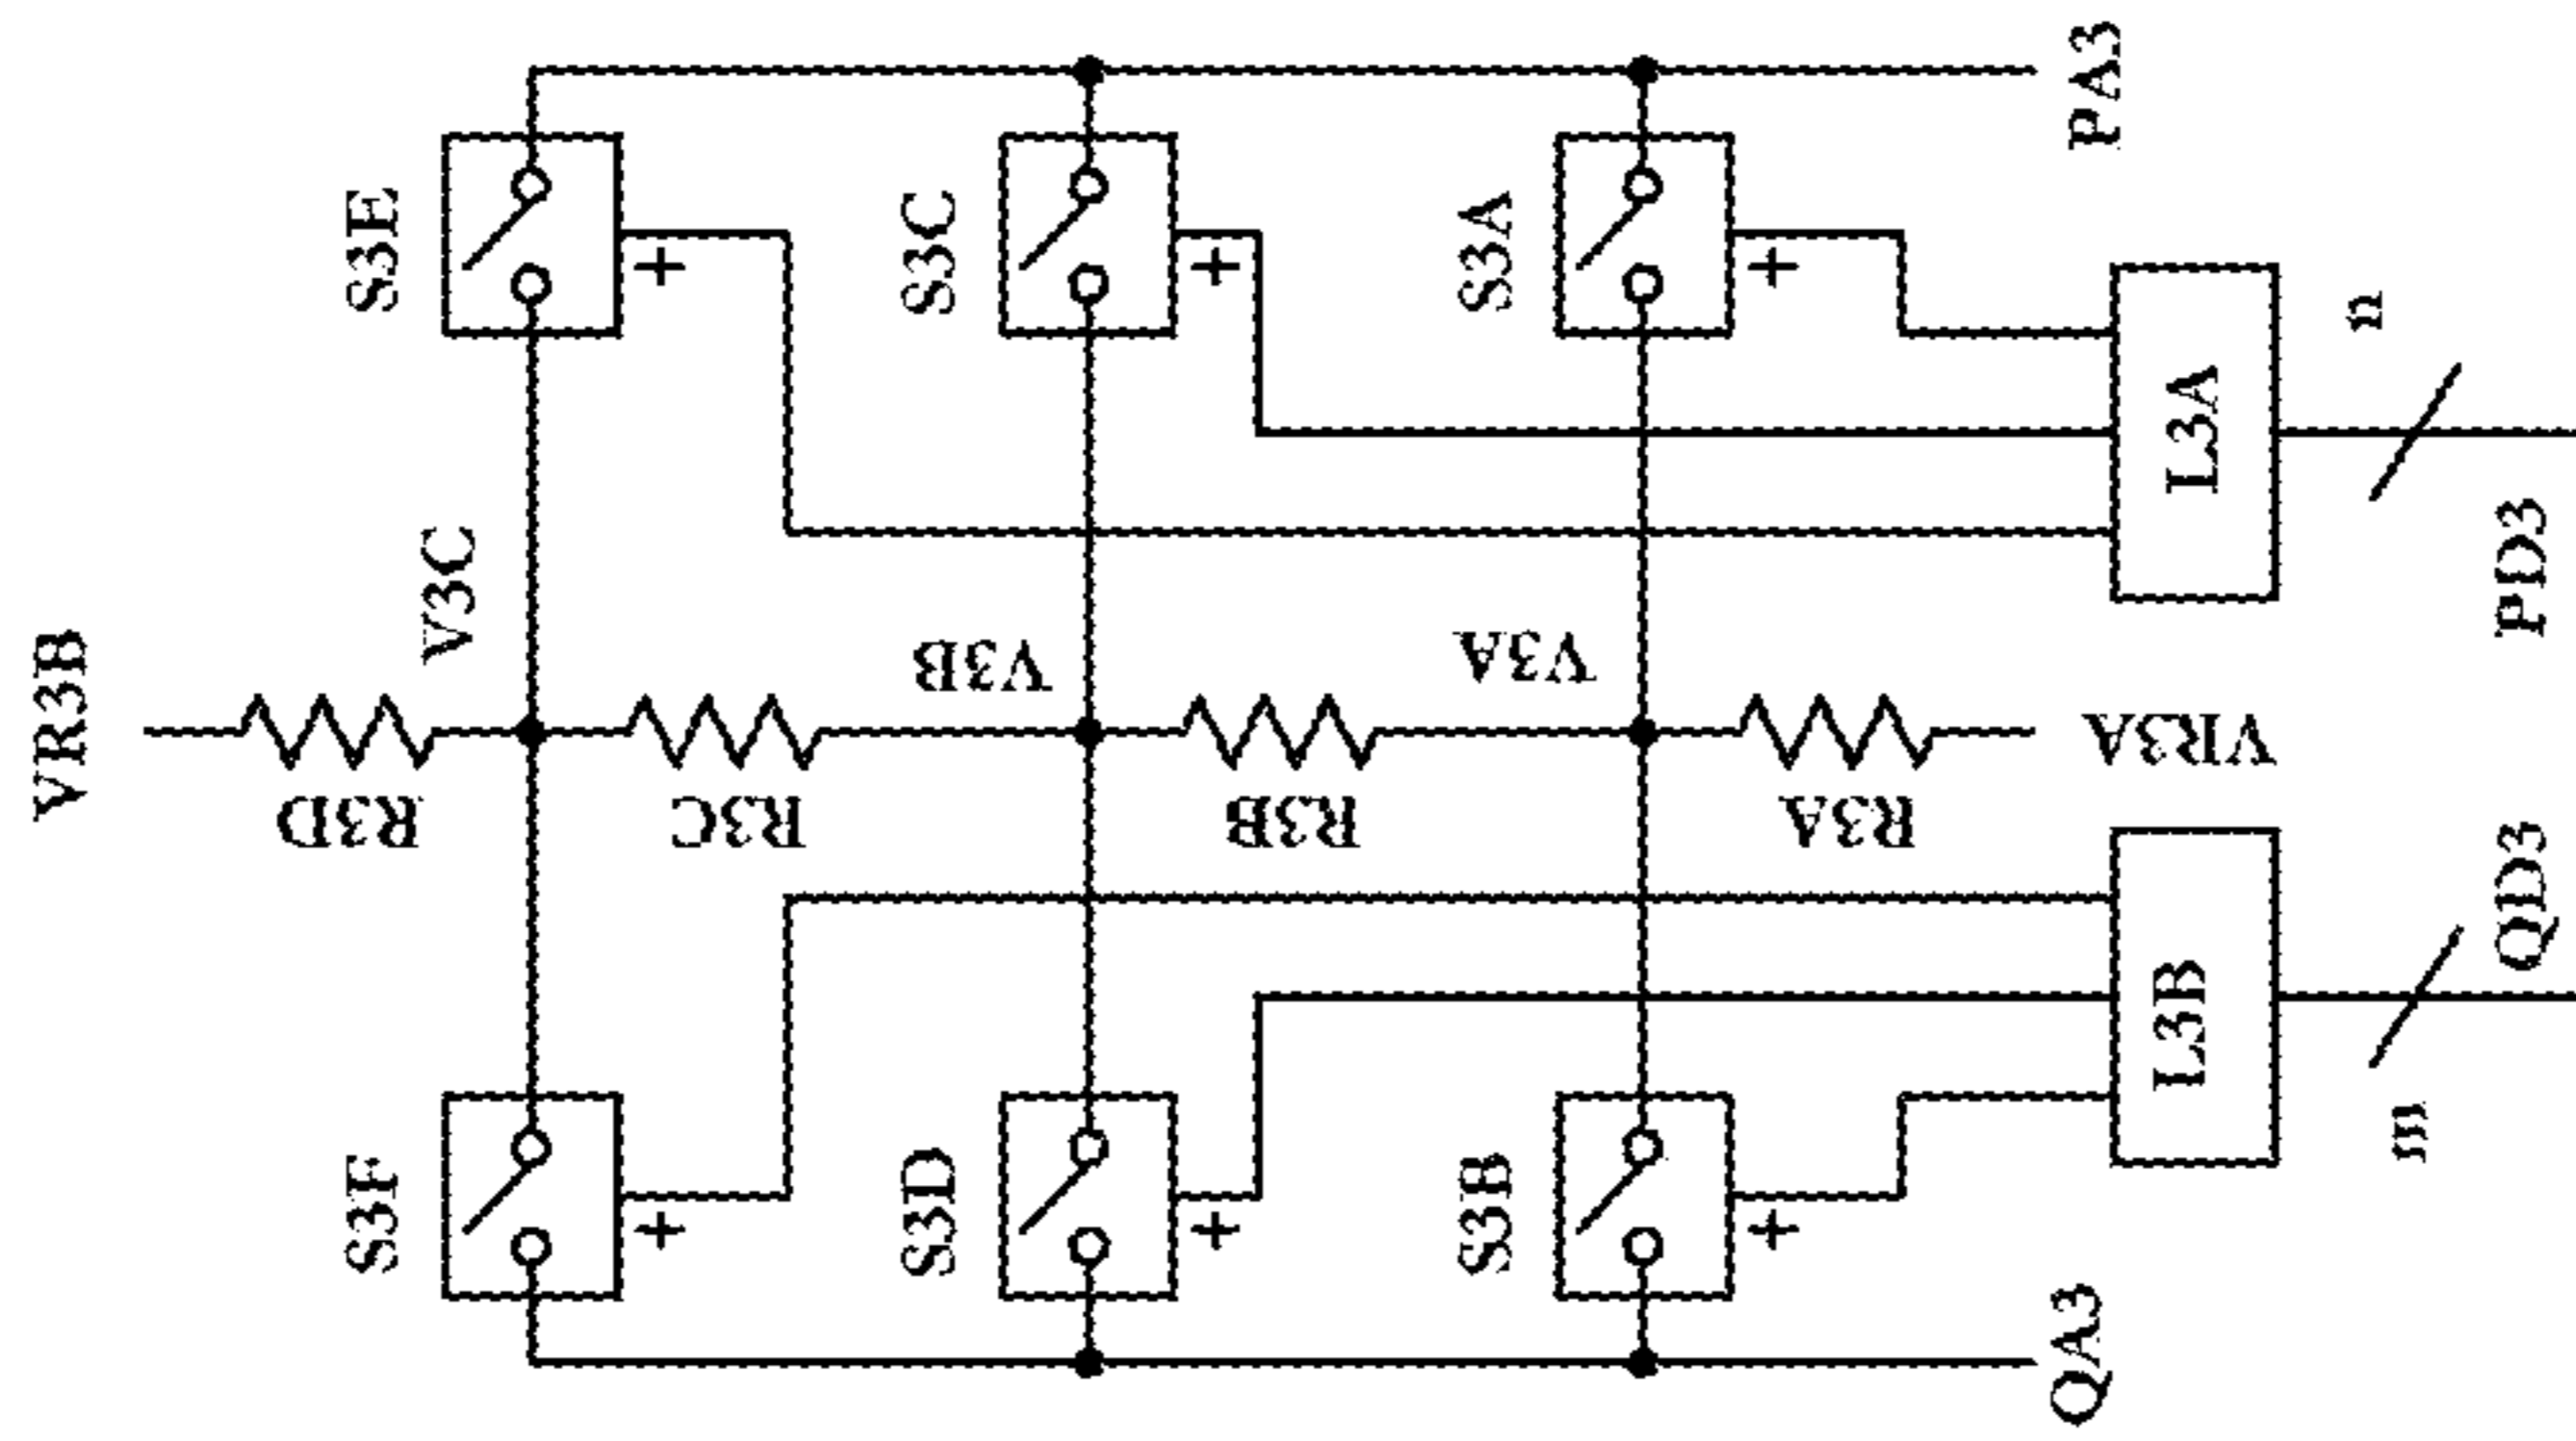 VR3B
R3D
V3C
R3C
V3B
R3B
V3A
R3A
VR3A
S3E
+
S3C
+
S3A
+
PA3
S3F
+
S3D
+
S3B
+
QA3
L3A
n
PD3
L3B
m
QD3